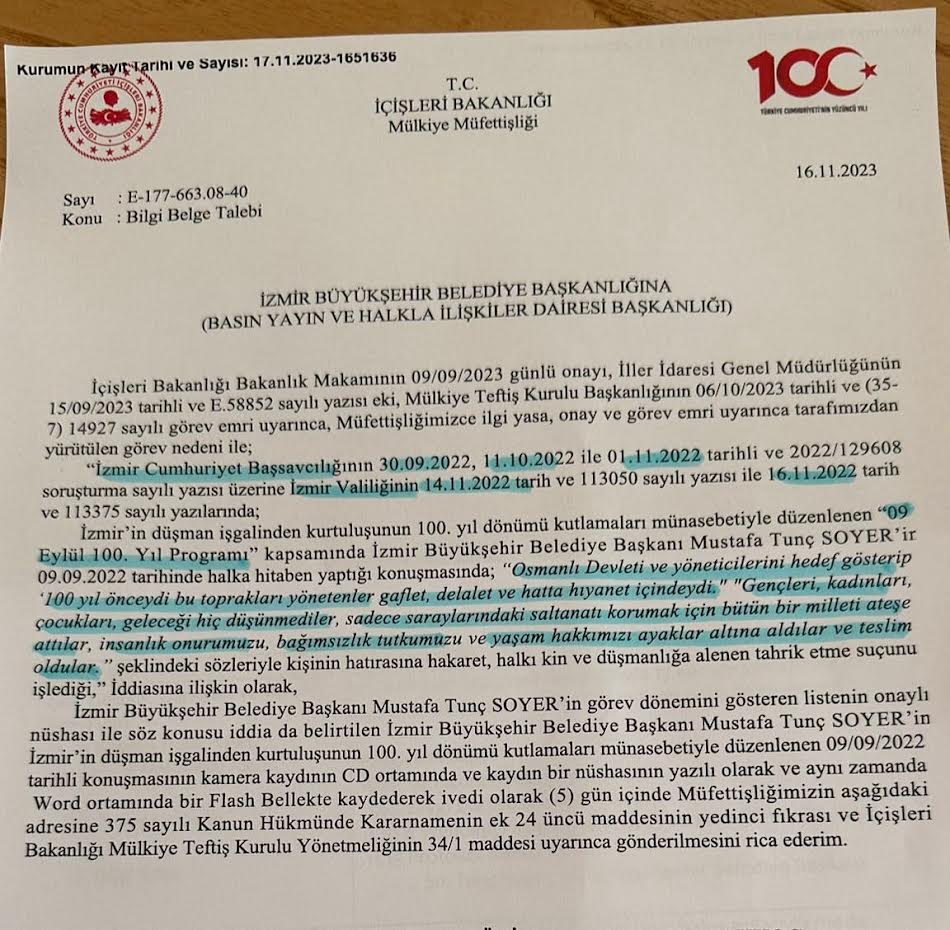 Kurumun Kayıt Tarihi ve Sayısı: 17.11.2023-1651636
T.C.
İÇİŞLERİ BAKANLIĞI
Mülkiye Müfettişliği
100
TÜRKİYE CUMHURİYETİ'NİN YÜZÜNCÜ YILI
16.11.2023
Sayı : E-177-663.08-40
Konu : Bilgi Belge Talebi
İZMİR BÜYÜKŞEHİR BELEDİYE BAŞKANLIĞINA
(BASIN YAYIN VE HALKLA İLİŞKİLER DAİRESİ BAŞKANLIĞI)
İçişleri Bakanlığı Bakanlık Makamının 09/09/2023 günlü onayı, İller İdaresi Genel Müdürlüğünün
15/09/2023 tarihli ve E.58852 sayılı yazısı eki, Mülkiye Teftiş Kurulu Başkanlığının 06/10/2023 tarihli ve (35-
7) 14927 sayılı görev emri uyarınca, Müfettişliğimizce ilgi yasa, onay ve görev emri uyarınca tarafımızdan
yürütülen görev nedeni ile;
“İzmir Cumhuriyet Başsavcılığının 30.09.2022, 11.10.2022 ile 01.11.2022 tarihli ve 2022/129608
soruşturma sayılı yazısı üzerine İzmir Valiliğinin 14.11.2022 tarih ve 113050 sayılı yazısı ile 16.11.2022 tarih
ve 113375 sayılı yazılarında;
İzmir’in düşman işgalinden kurtuluşunun 100. yıl dönümü kutlamaları münasebetiyle düzenlenen “09
Eylül 100. Yıl Programı” kapsamında İzmir Büyükşehir Belediye Başkanı Mustafa Tunç SOYER’ir
09.09.2022 tarihinde halka hitaben yaptığı konuşmasında; “Osmanlı Devleti ve yöneticilerini hedef gösterip
‘100 yıl önceydi bu toprakları yönetenler gaflet, delalet ve hatta hıyanet içindeydi." "Gençleri, kadınları,
çocukları, geleceği hiç düşünmediler, sadece saraylarındaki saltanatı korumak için bütün bir milleti ateşe
attılar, insanlık onurumuzu, bağımsızlık tutkumuzu ve yaşam hakkımızı ayaklar altına aldılar ve teslim
oldular.” şeklindeki sözleriyle kişinin hatırasına hakaret, halkı kin ve düşmanlığa alenen tahrik etme suçunu
işlediği,” İddiasına ilişkin olarak,
İzmir Büyükşehir Belediye Başkanı Mustafa Tunç SOYER’in görev dönemini gösteren listenin onaylı
nüshası ile söz konusu iddia da belirtilen İzmir Büyükşehir Belediye Başkanı Mustafa Tunç SOYER’in
İzmir’in düşman işgalinden kurtuluşunun 100. yıl dönümü kutlamaları münasebetiyle düzenlenen 09/09/2022
tarihli konuşmasının kamera kaydının CD ortamında ve kaydın bir nüshasının yazılı olarak ve aynı zamanda
Word ortamında bir Flash Bellekte kaydederek ivedi olarak (5) gün içinde Müfettişliğimizin aşağıdaki
adresine 375 sayılı Kanun Hükmünde Kararnamenin ek 24 üncü maddesinin yedinci fıkrası ve İçişleri
Bakanlığı Mülkiye Teftiş Kurulu Yönetmeliğinin 34/1 maddesi uyarınca gönderilmesini rica ederim.